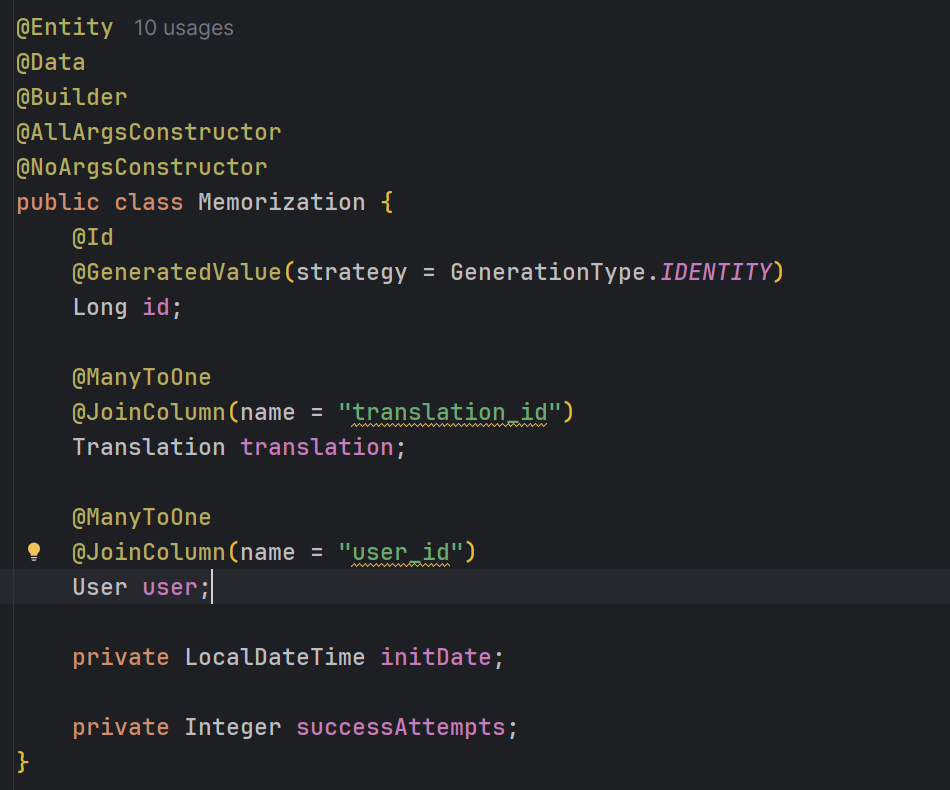 @Entity 10 usages
@Data
@Builder
@AllArgsConstructor
@NoArgsConstructor
public class Memorization {
    @Id
    @GeneratedValue(strategy = GenerationType.IDENTITY)
    Long id;

    @ManyToOne
    @JoinColumn(name = "translation_id")
    Translation translation;

    @ManyToOne
    @JoinColumn(name = "user_id")
    User user;

    private LocalDateTime initDate;

    private Integer successAttempts;
}